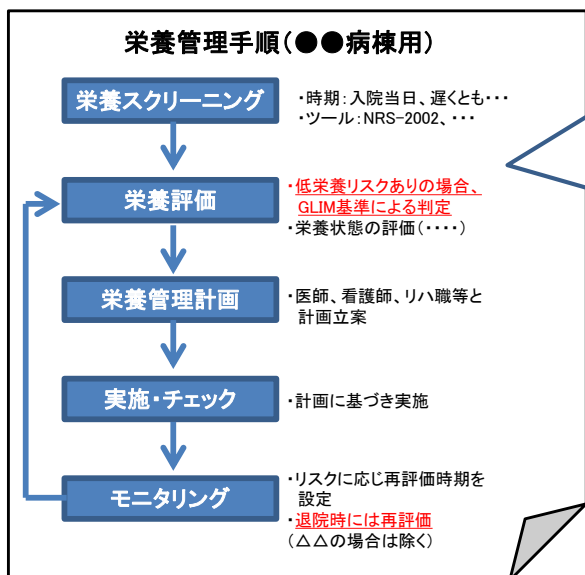 栄養管理手順(●●病棟用)
栄養スクリーニング
・時期:入院当日、遅くとも・・・
・ツール:NRS-2002、・・・
栄養評価
・低栄養リスクありの場合、
GLIM基準による判定
・栄養状態の評価(・・・・)
栄養管理計画
・医師、看護師、リハ職等と
計画立案
実施・チェック
・計画に基づき実施
モニタリング
・リスクに応じ再評価時期を
設定
・退院時には再評価
(△△の場合は除く)